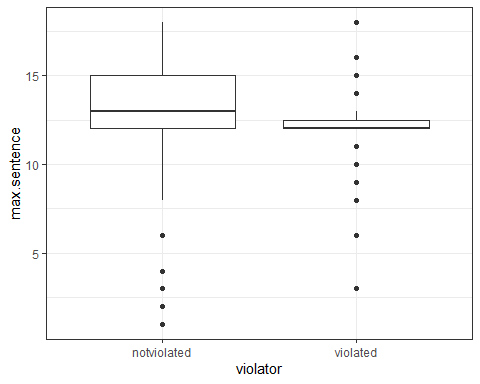 max.sentence
15
10
5
notviolated
violated
violator